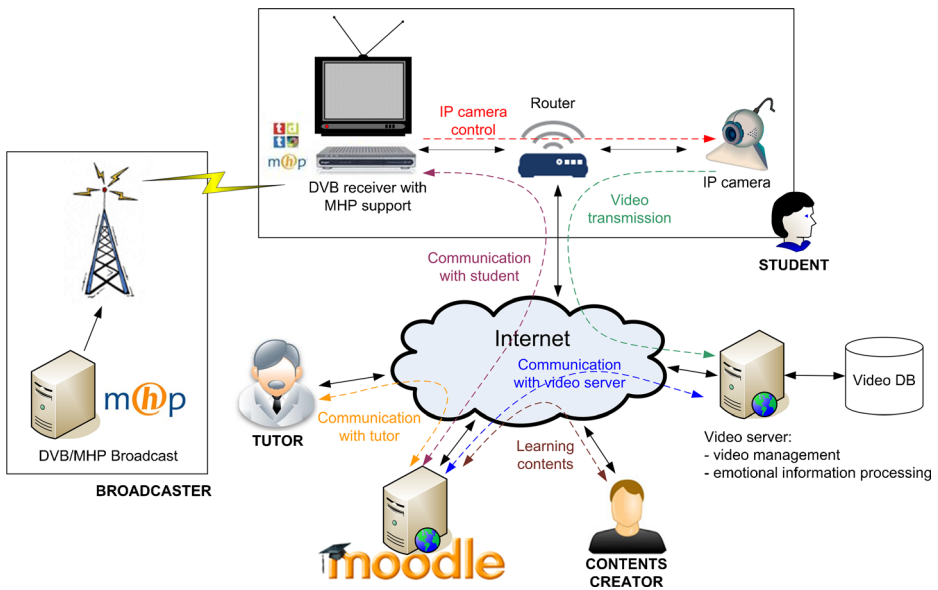 Router
IP camera
control
td
t
mhp
DVB receiver with
MHP support
IP camera
Video
transmission
STUDENT
Communication
with student
mhp
DVB/MHP Broadcast
BROADCASTER
Internet
Communication
with video server
TUTOR
Communication
with tutor
Learning
contents
Video DB
Video server:
- video management
- emotional information processing
moodle
CONTENTS
CREATOR